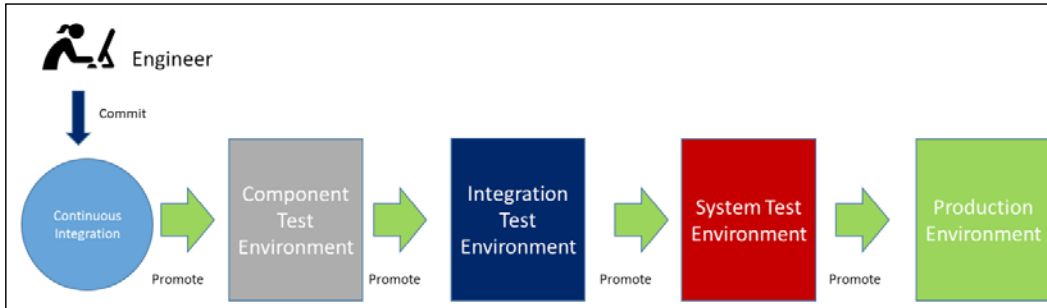 Engineer
Commit
Continuous
Integration
Promote
Component
Test
Environment
Promote
Integration
Test
Environment
Promote
System Test
Environment
Promote
Production
Environment